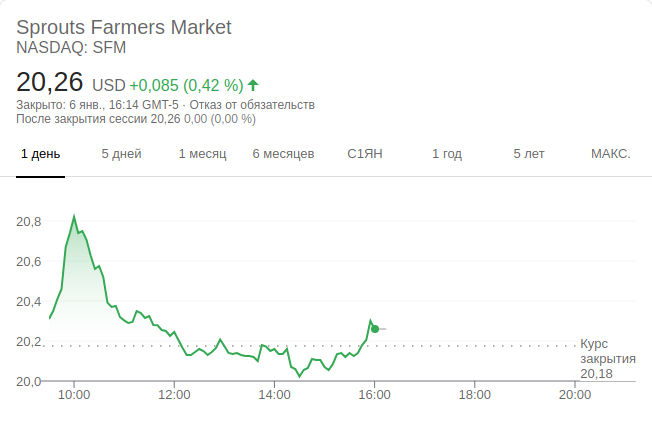 Sprouts Farmers Market
NASDAQ: SFM
20,26 USD +0,085 (0,42 %)
Закрыто: 6 янв., 16:14 GMT-5 · Отказ от обязательств
После закрытия сессии 20,26 0,00 (0,00 %)
1 день 5 дней 1 месяц 6 месяцев С1ЯН 1 год 5 лет МАКС.
20,8
20,6
20,4
20,2
20,0
Курс
закрытия
20,18
10:00 12:00 14:00 16:00 18:00 20:00